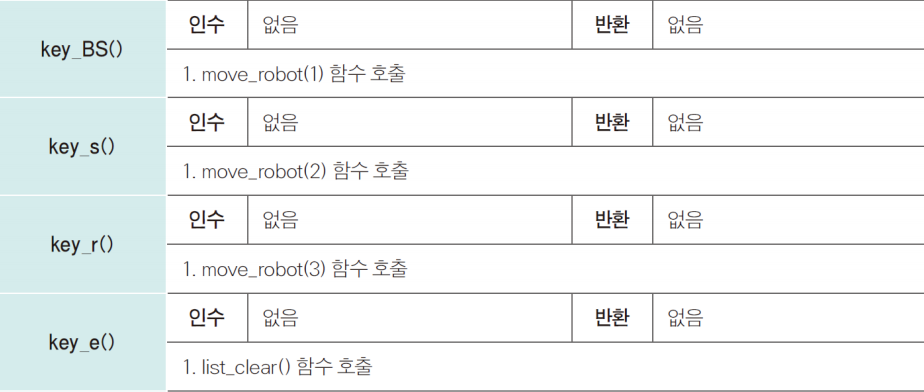 key_BS()
인수 없음 반환 없음
1. move_robot(1) 함수 호출
key_s()
인수 없음 반환 없음
1. move_robot(2) 함수 호출
key_r()
인수 없음 반환 없음
1. move_robot(3) 함수 호출
key_e()
인수 없음 반환 없음
1. list_clear() 함수 호출